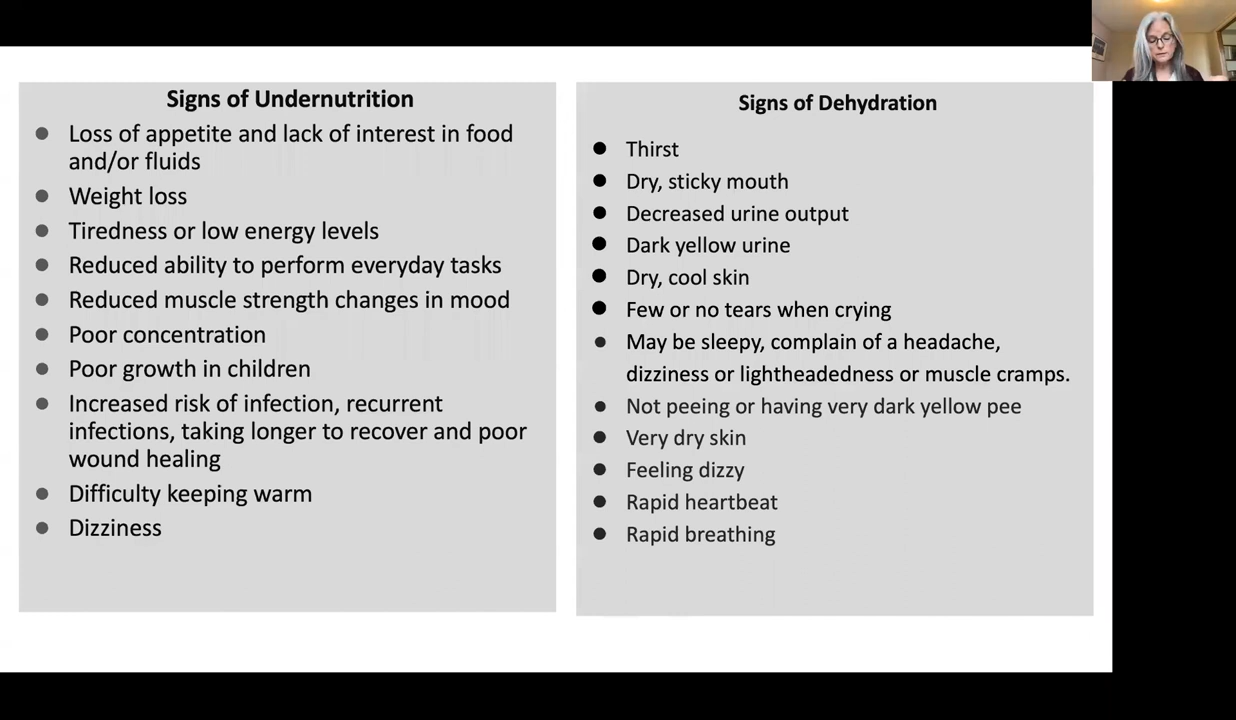 Signs of Undernutrition
● Loss of appetite and lack of interest in food
and/or fluids
● Weight loss
● Tiredness or low energy levels
● Reduced ability to perform everyday tasks
● Reduced muscle strength changes in mood
● Poor concentration
● Poor growth in children
● Increased risk of infection, recurrent
infections, taking longer to recover and poor
wound healing
● Difficulty keeping warm
● Dizziness
Signs of Dehydration
● Thirst
● Dry, sticky mouth
● Decreased urine output
● Dark yellow urine
● Dry, cool skin
● Few or no tears when crying
● May be sleepy, complain of a headache,
dizziness or lightheadedness or muscle cramps.
● Not peeing or having very dark yellow pee
● Very dry skin
● Feeling dizzy
● Rapid heartbeat
● Rapid breathing